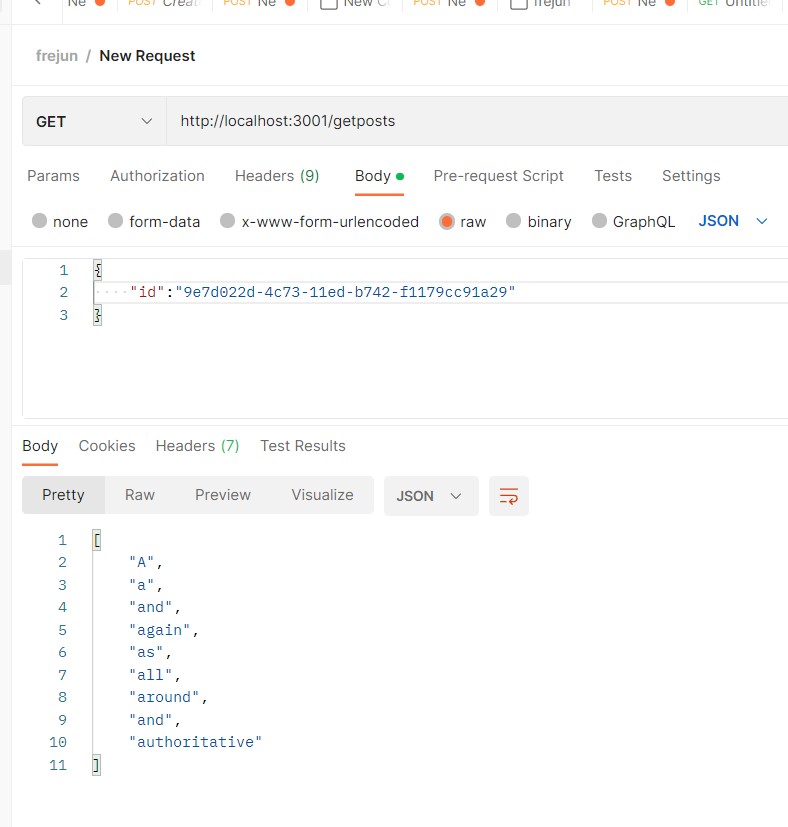 Ne POST Creat POST Ne New C POST Ne frejun POST Ne GET Untitle
frejun / New Request
GET http://localhost:3001/getposts
Params Authorization Headers (9) Body Pre-request Script Tests Settings
none form-data x-www-form-urlencoded raw binary GraphQL JSON
1 {
2 "id":"9e7d022d-4c73-11ed-b742-f1179cc91a29"
3 }
Body Cookies Headers (7) Test Results
Pretty Raw Preview Visualize JSON
1 [
2 "A",
3 "a",
4 "and",
5 "again",
6 "as",
7 "all",
8 "around",
9 "and",
10 "authoritative"
11 ]